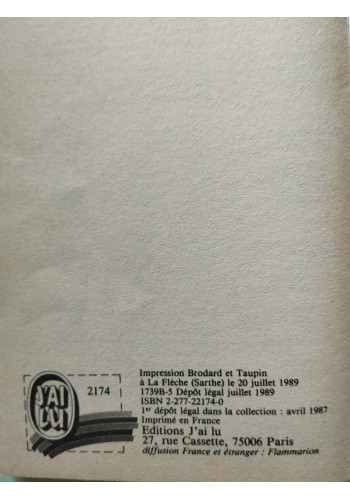 J'AI
LU
2174
Impression Brodard et Taupin
à La Flèche (Sarthe) le 20 juillet 1989
1739B-5 Dépôt légal juillet 1989
ISBN 2-277-22174-0
1er dépôt légal dans la collection : avril 1987
Imprimé en France
Editions J'ai lu
27, rue Cassette, 75006 Paris
diffusion France et étranger : Flammarion